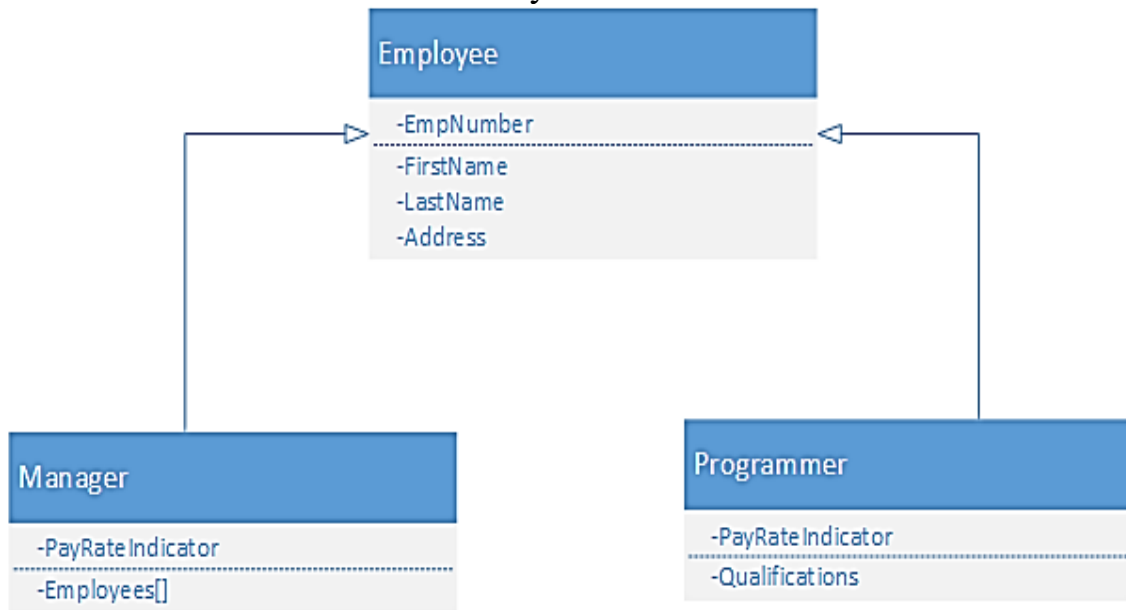 Employee
-EmpNumber
-FirstName
-LastName
-Address
Manager
-PayRateIndicator
-Employees[]
Programmer
-PayRateIndicator
-Qualifications